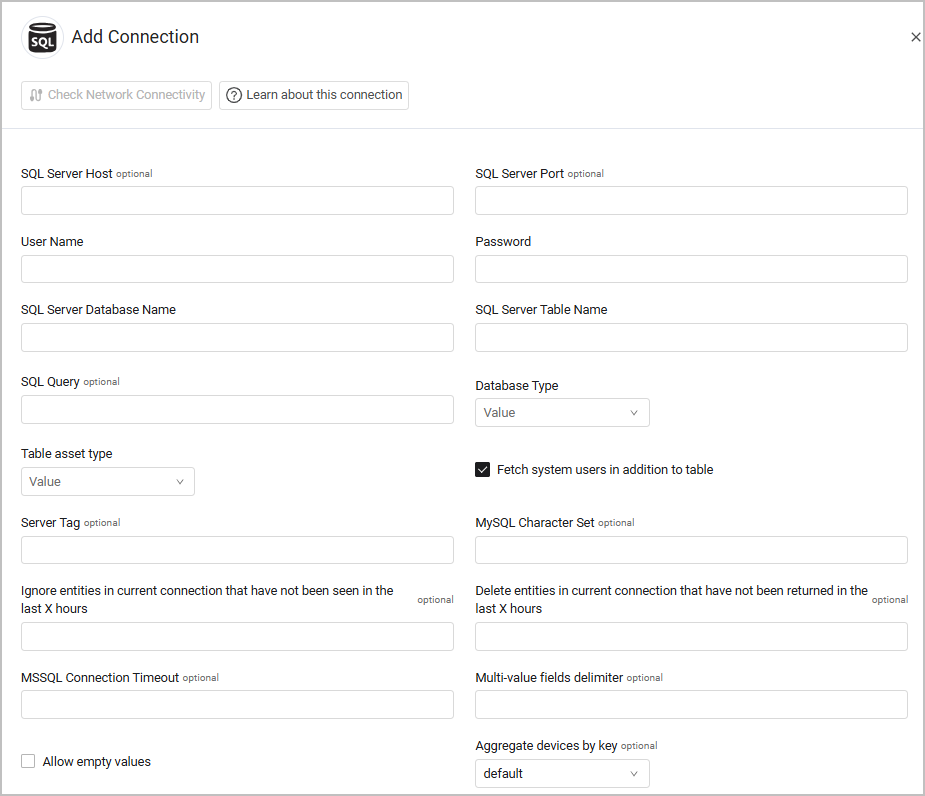 SQL
Add Connection
Check Network Connectivity
Learn about this connection
SQL Server Host optional
SQL Server Port optional
User Name
Password
SQL Server Database Name
SQL Server Table Name
SQL Query optional
Database Type
Value
Table asset type
Value
Fetch system users in addition to table
Server Tag optional
MySQL Character Set optional
Ignore entities in current connection that have not been seen in the
last X hours
optional
Delete entities in current connection that have not been returned in the
last X hours
optional
MSSQL Connection Timeout optional
Multi-value fields delimiter optional
Allow empty values
Aggregate devices by key optional
default